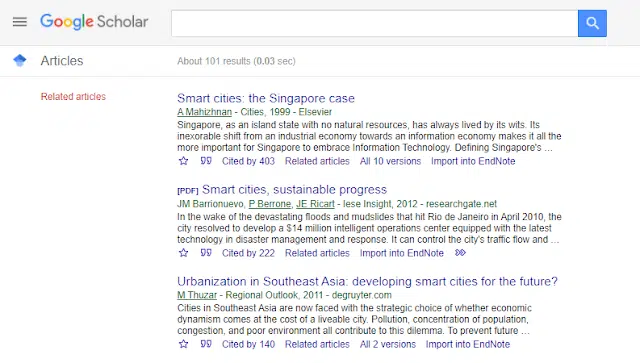 Google Scholar
Articles
About 101 results (0.03 sec)
Related articles
Smart cities: the Singapore case
A Mahizhnan - Cities, 1999 - Elsevier
Singapore, as an island state with no natural resources, has always lived by its wits. Its
inexorable shift from an industrial economy towards an information economy makes it all the
more important for Singapore to embrace Information Technology. Defining Singapore's …
Cited by 403 Related articles All 10 versions Import into EndNote
[PDF] Smart cities, sustainable progress
JM Barrionuevo, P Berrone, JE Ricart - Iese Insight, 2012 - researchgate.net
In the wake of the devastating floods and mudslides that hit Rio de Janeiro in April 2010, the
city resolved to develop a $14 million intelligent operations center equipped with the latest
technology in disaster management and response. It can control the city's traffic flow and …
Cited by 222 Related articles Import into EndNote
Urbanization in Southeast Asia: developing smart cities for the future?
M Thuzar - Regional Outlook, 2011 - degruyter.com
Cities in Southeast Asia are now faced with the strategic choice of whether economic
dynamism comes at the cost of a liveable city. Pollution, concentration of population,
congestion, and poor environment all contribute to this dilemma. To prevent future …
Cited by 140 Related articles All 2 versions Import into EndNote